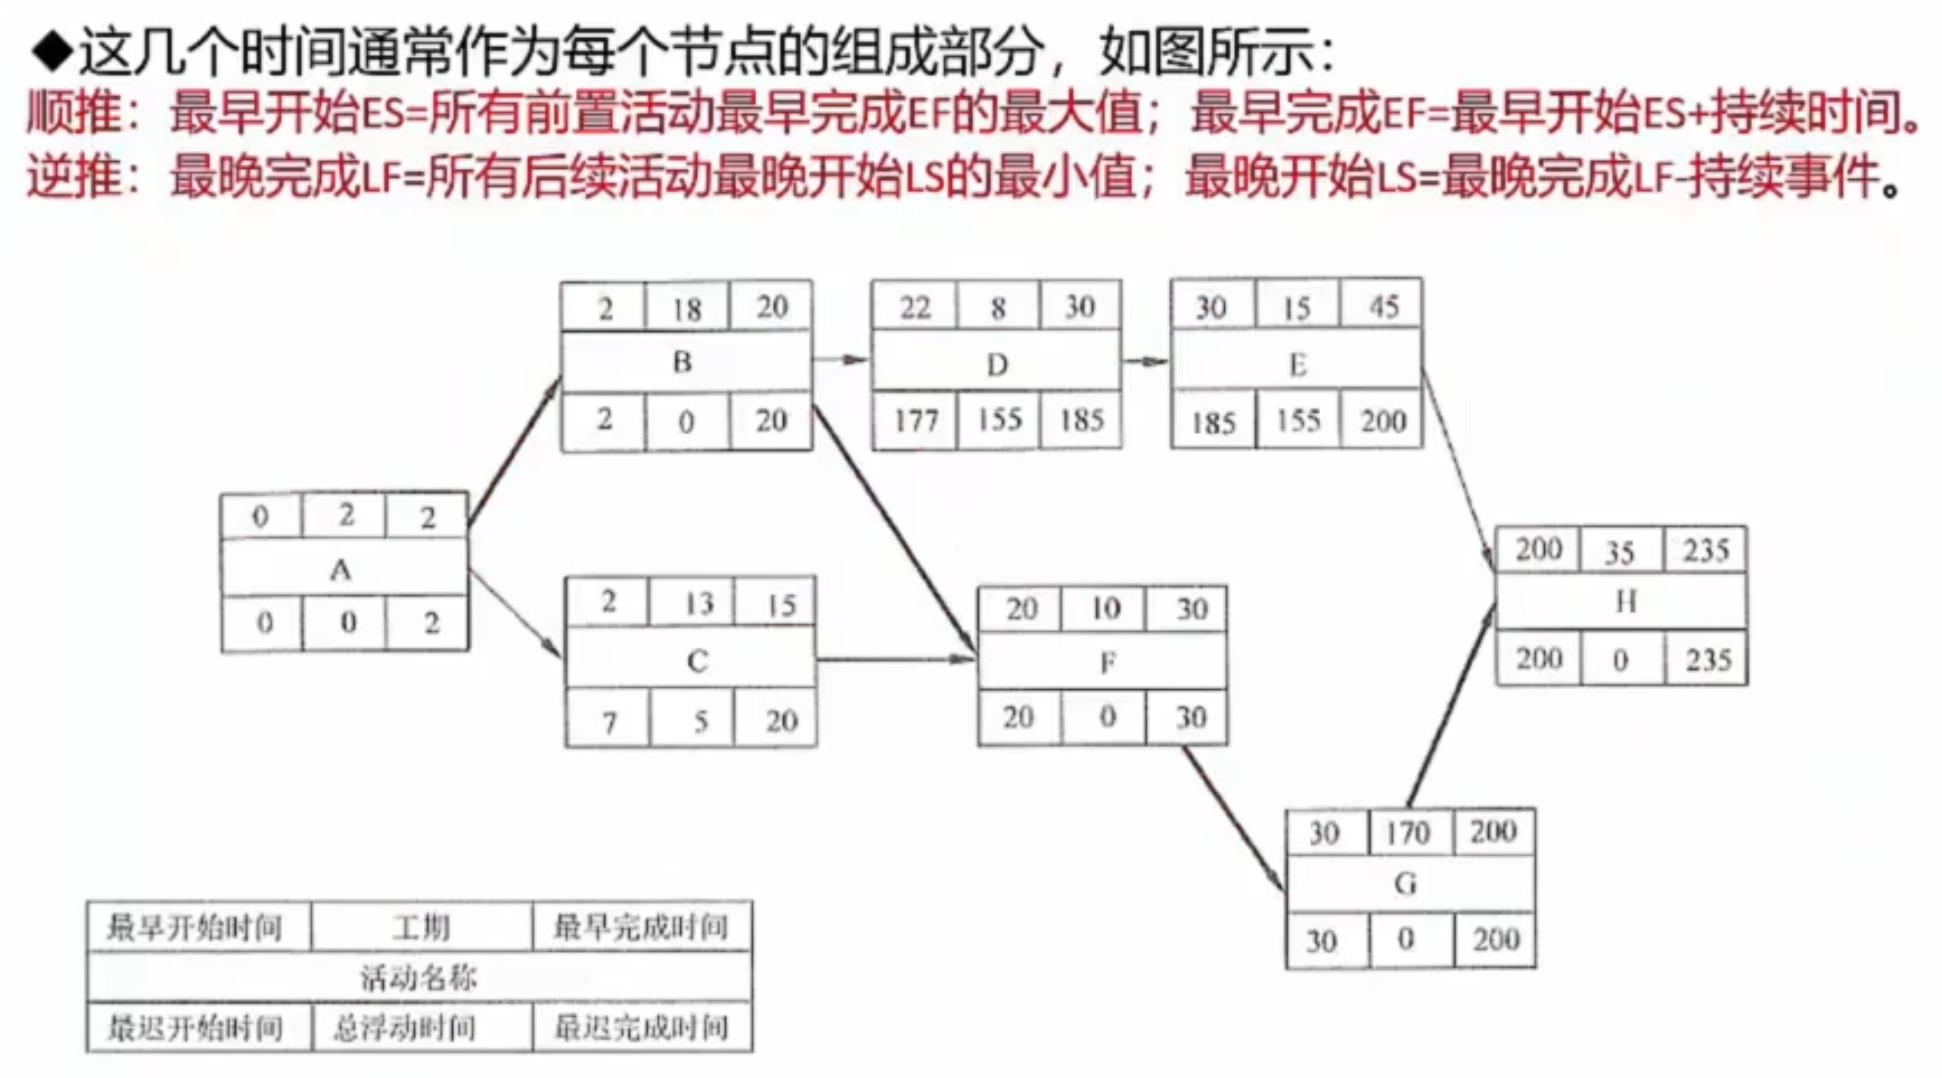 ◆这几个时间通常作为每个节点的组成部分，如图所示：
顺推：最早开始ES=所有前置活动最早完成EF的最大值；最早完成EF=最早开始ES+持续时间。
逆推：最晚完成LF=所有后续活动最晚开始LS的最小值；最晚开始LS=最晚完成LF-持续事件。
2 18 20
B
2 0 20
22 8 30
D
177 155 185
30 15 45
E
185 155 200
0 2 2
A
0 0 2
2 13 15
C
7 5 20
20 10 30
F
20 0 30
200 35 235
H
200 0 235
30 170 200
G
30 0 200
最早开始时间 工期 最早完成时间
活动名称
最迟开始时间 总浮动时间 最迟完成时间